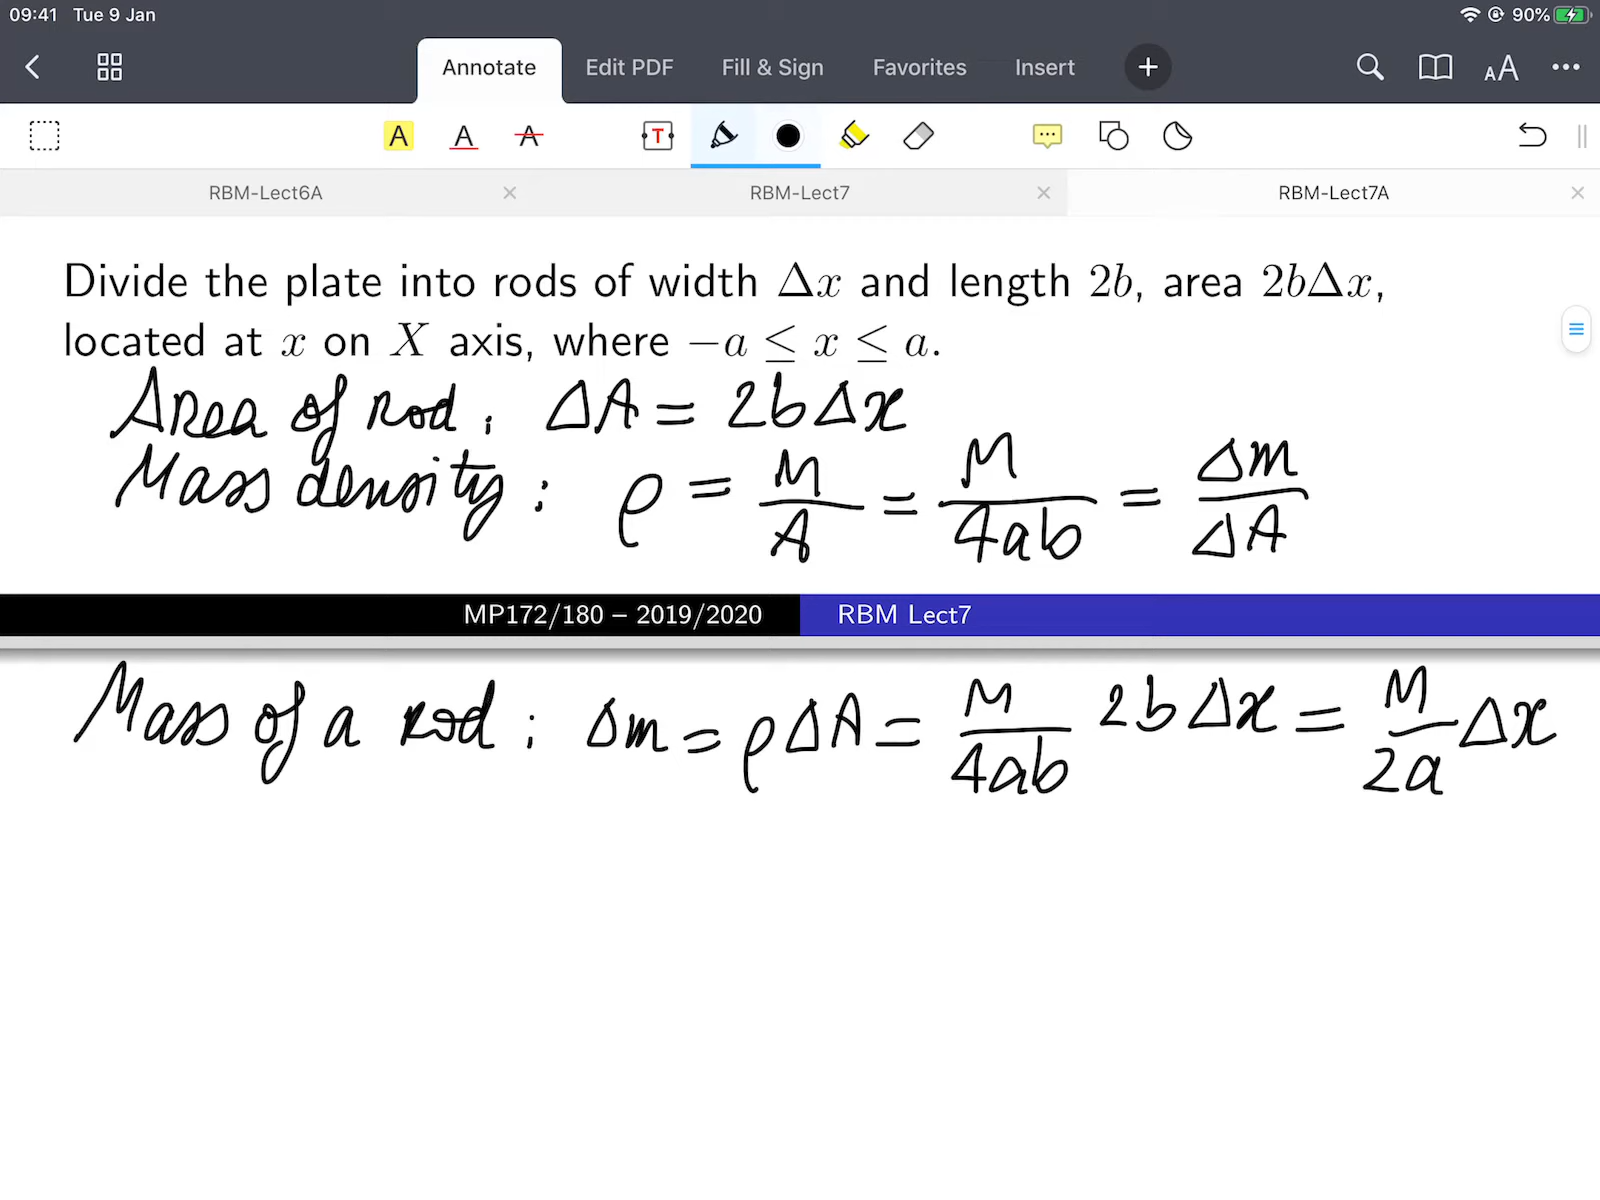 09:41 Tue 9 Jan 90%
Annotate Edit PDF Fill & Sign Favorites Insert
RBM-Lect6A RBM-Lect7 RBM-Lect7A
Divide the plate into rods of width Δx and length 2b, area 2bΔx,
located at x on X axis, where −a ≤ x ≤ a.
Area of Rod: ΔA = 2bΔx
Mass density: ρ = M/A = M/4ab = Δm/ΔA
MP172/180 – 2019/2020 RBM Lect7
Mass of a Rod: Δm = ρΔA = M/4ab 2bΔx = M/2a Δx